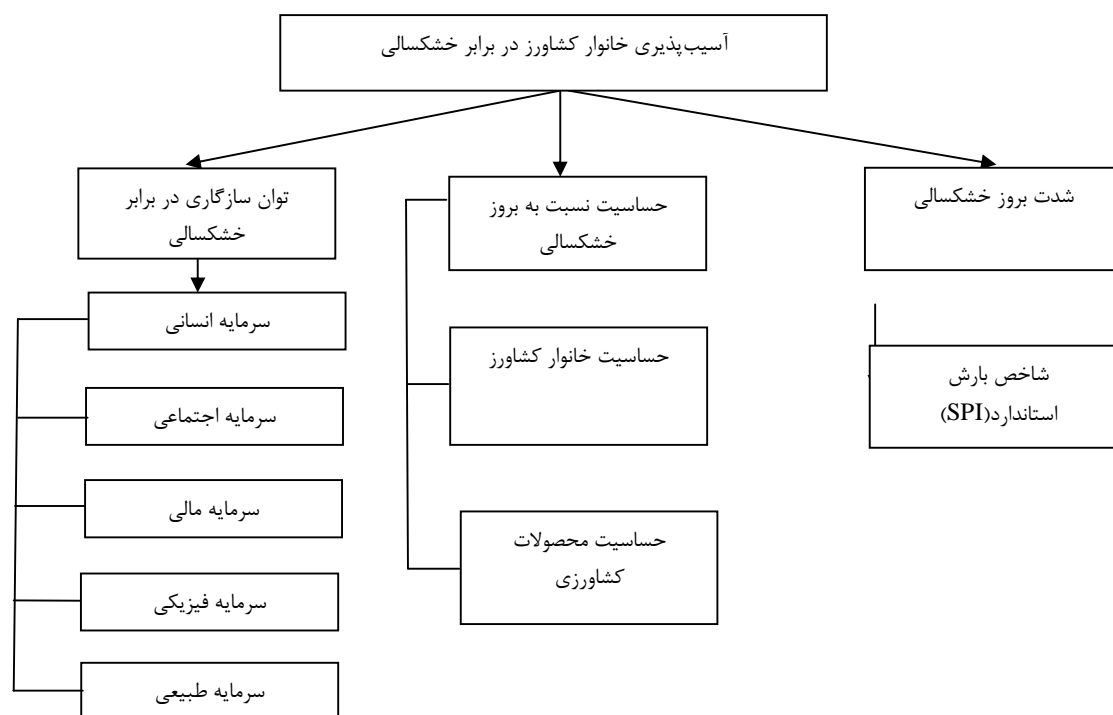 آسیب‌پذیری خانوار کشاورز در برابر خشکسالی
شدت بروز خشکسالی
شاخص بارش
استاندارد(SPI)
حساسیت نسبت به بروز
خشکسالی
حساسیت خانوار کشاورز
حساسیت محصولات
کشاورزی
توان سازگاری در برابر
خشکسالی
سرمایه انسانی
سرمایه اجتماعی
سرمایه مالی
سرمایه فیزیکی
سرمایه طبیعی